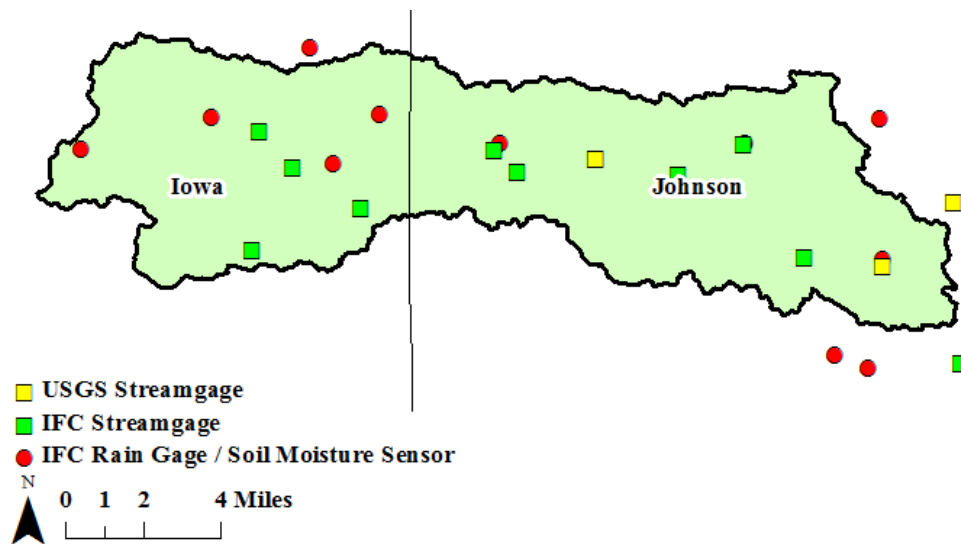 Iowa
Johnson
USGS Streamgage
IFC Streamgage
IFC Rain Gage / Soil Moisture Sensor
N
0 1 2 4 Miles